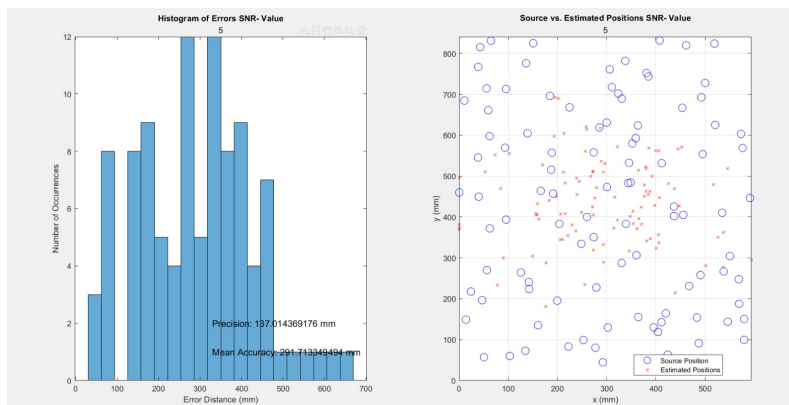 Histogram of Errors SNR- Value
5
12
10
8
6
4
2
0
Number of Occurrences
Precision: 137.014369176 mm
Mean Accuracy: 291.713349494 mm
0 100 200 300 400 500 600 700
Error Distance (mm)
Source vs. Estimated Positions SNR- Value
5
800
700
600
500
400
300
200
100
0
y (mm)
Source Position
Estimated Positions
0 100 200 300 400 500
x (mm)